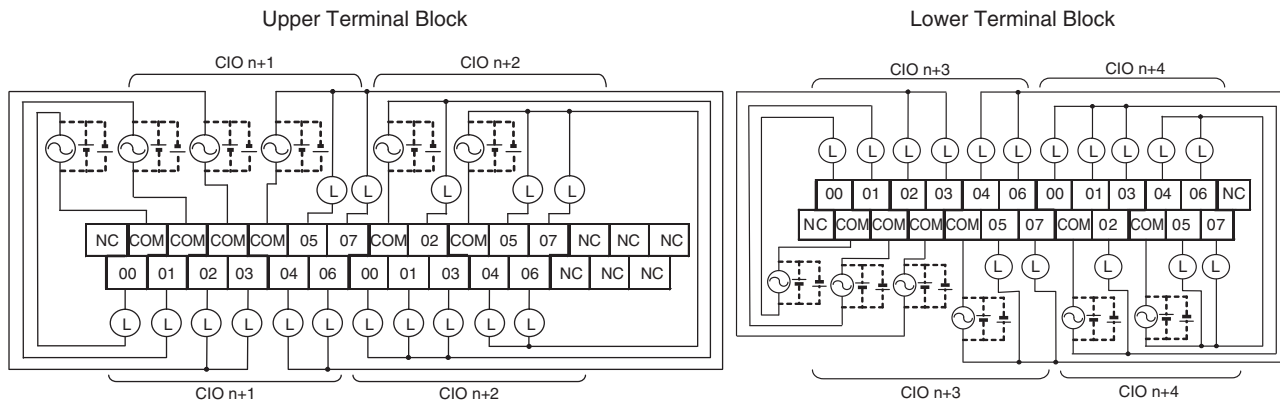 Upper Terminal Block
Lower Terminal Block
CIO n+1
CIO n+2
L
L
L
L
L
NC COM COM COM COM 05 07 COM 02 COM 05 07 NC NC NC
00 01 02 03 04 06 00 01 03 04 06 NC NC NC
L L L L L L L L L L L
CIO n+1
CIO n+2
CIO n+3
CIO n+4
L L L L L L L L L L L
00 01 02 03 04 06 00 01 03 04 06 NC
NC COM COM COM COM 05 07 COM 02 COM 05 07
L L L L L
CIO n+3
CIO n+4